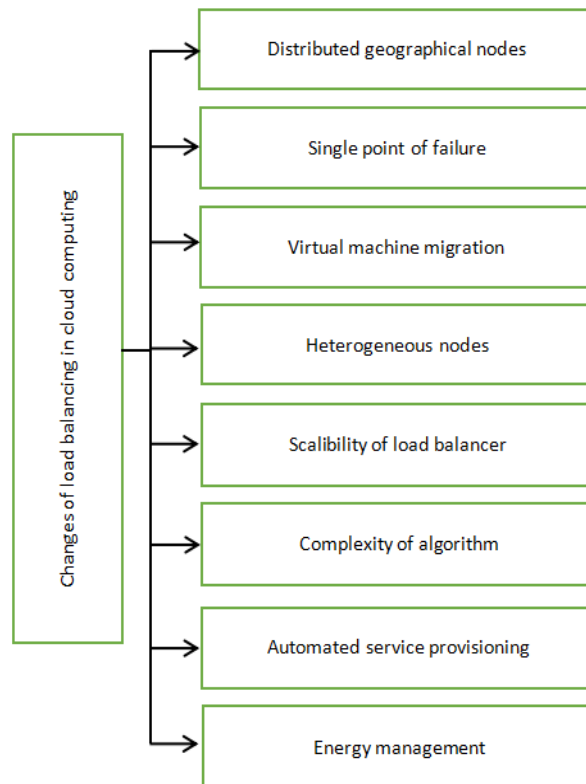 Changes of load balancing in cloud computing
Distributed geographical nodes
Single point of failure
Virtual machine migration
Heterogeneous nodes
Scalibility of load balancer
Complexity of algorithm
Automated service provisioning
Energy management